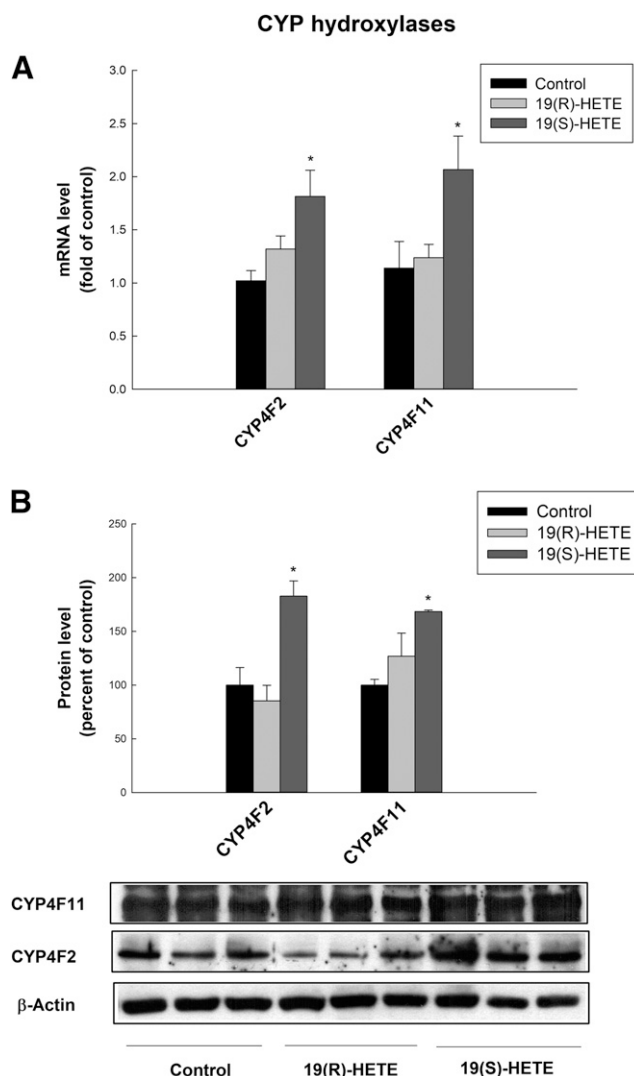 CYP hydroxylases
A
Control
19(R)-HETE
19(S)-HETE
mRNA level
(fold of control)
3.0
2.5
2.0
1.5
1.0
0.5
0.0
*
*
CYP4F2
CYP4F11
B
Control
19(R)-HETE
19(S)-HETE
Protein level
(percent of control)
250
200
150
100
50
0
*
*
CYP4F2
CYP4F11
CYP4F11
CYP4F2
β-Actin
Control 19(R)-HETE 19(S)-HETE